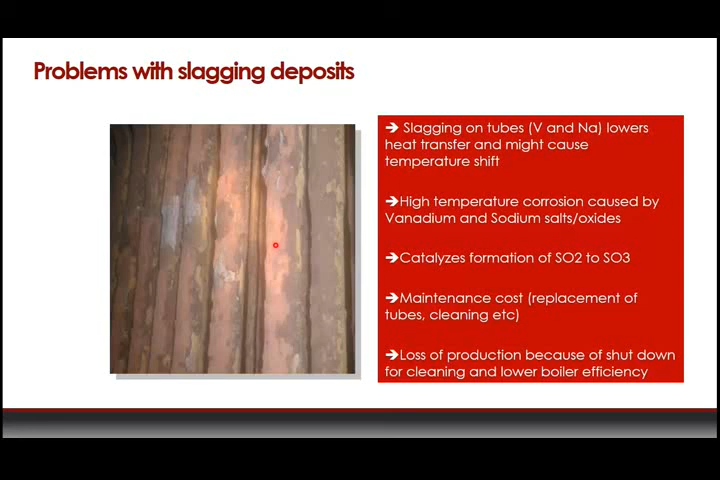 Problems with slagging deposits
➔ Slagging on tubes (V and Na) lowers
heat transfer and might cause
temperature shift
➔High temperature corrosion caused by
Vanadium and Sodium salts/oxides
➔Catalyzes formation of SO2 to SO3
➔Maintenance cost (replacement of
tubes, cleaning etc)
➔Loss of production because of shut down
for cleaning and lower boiler efficiency